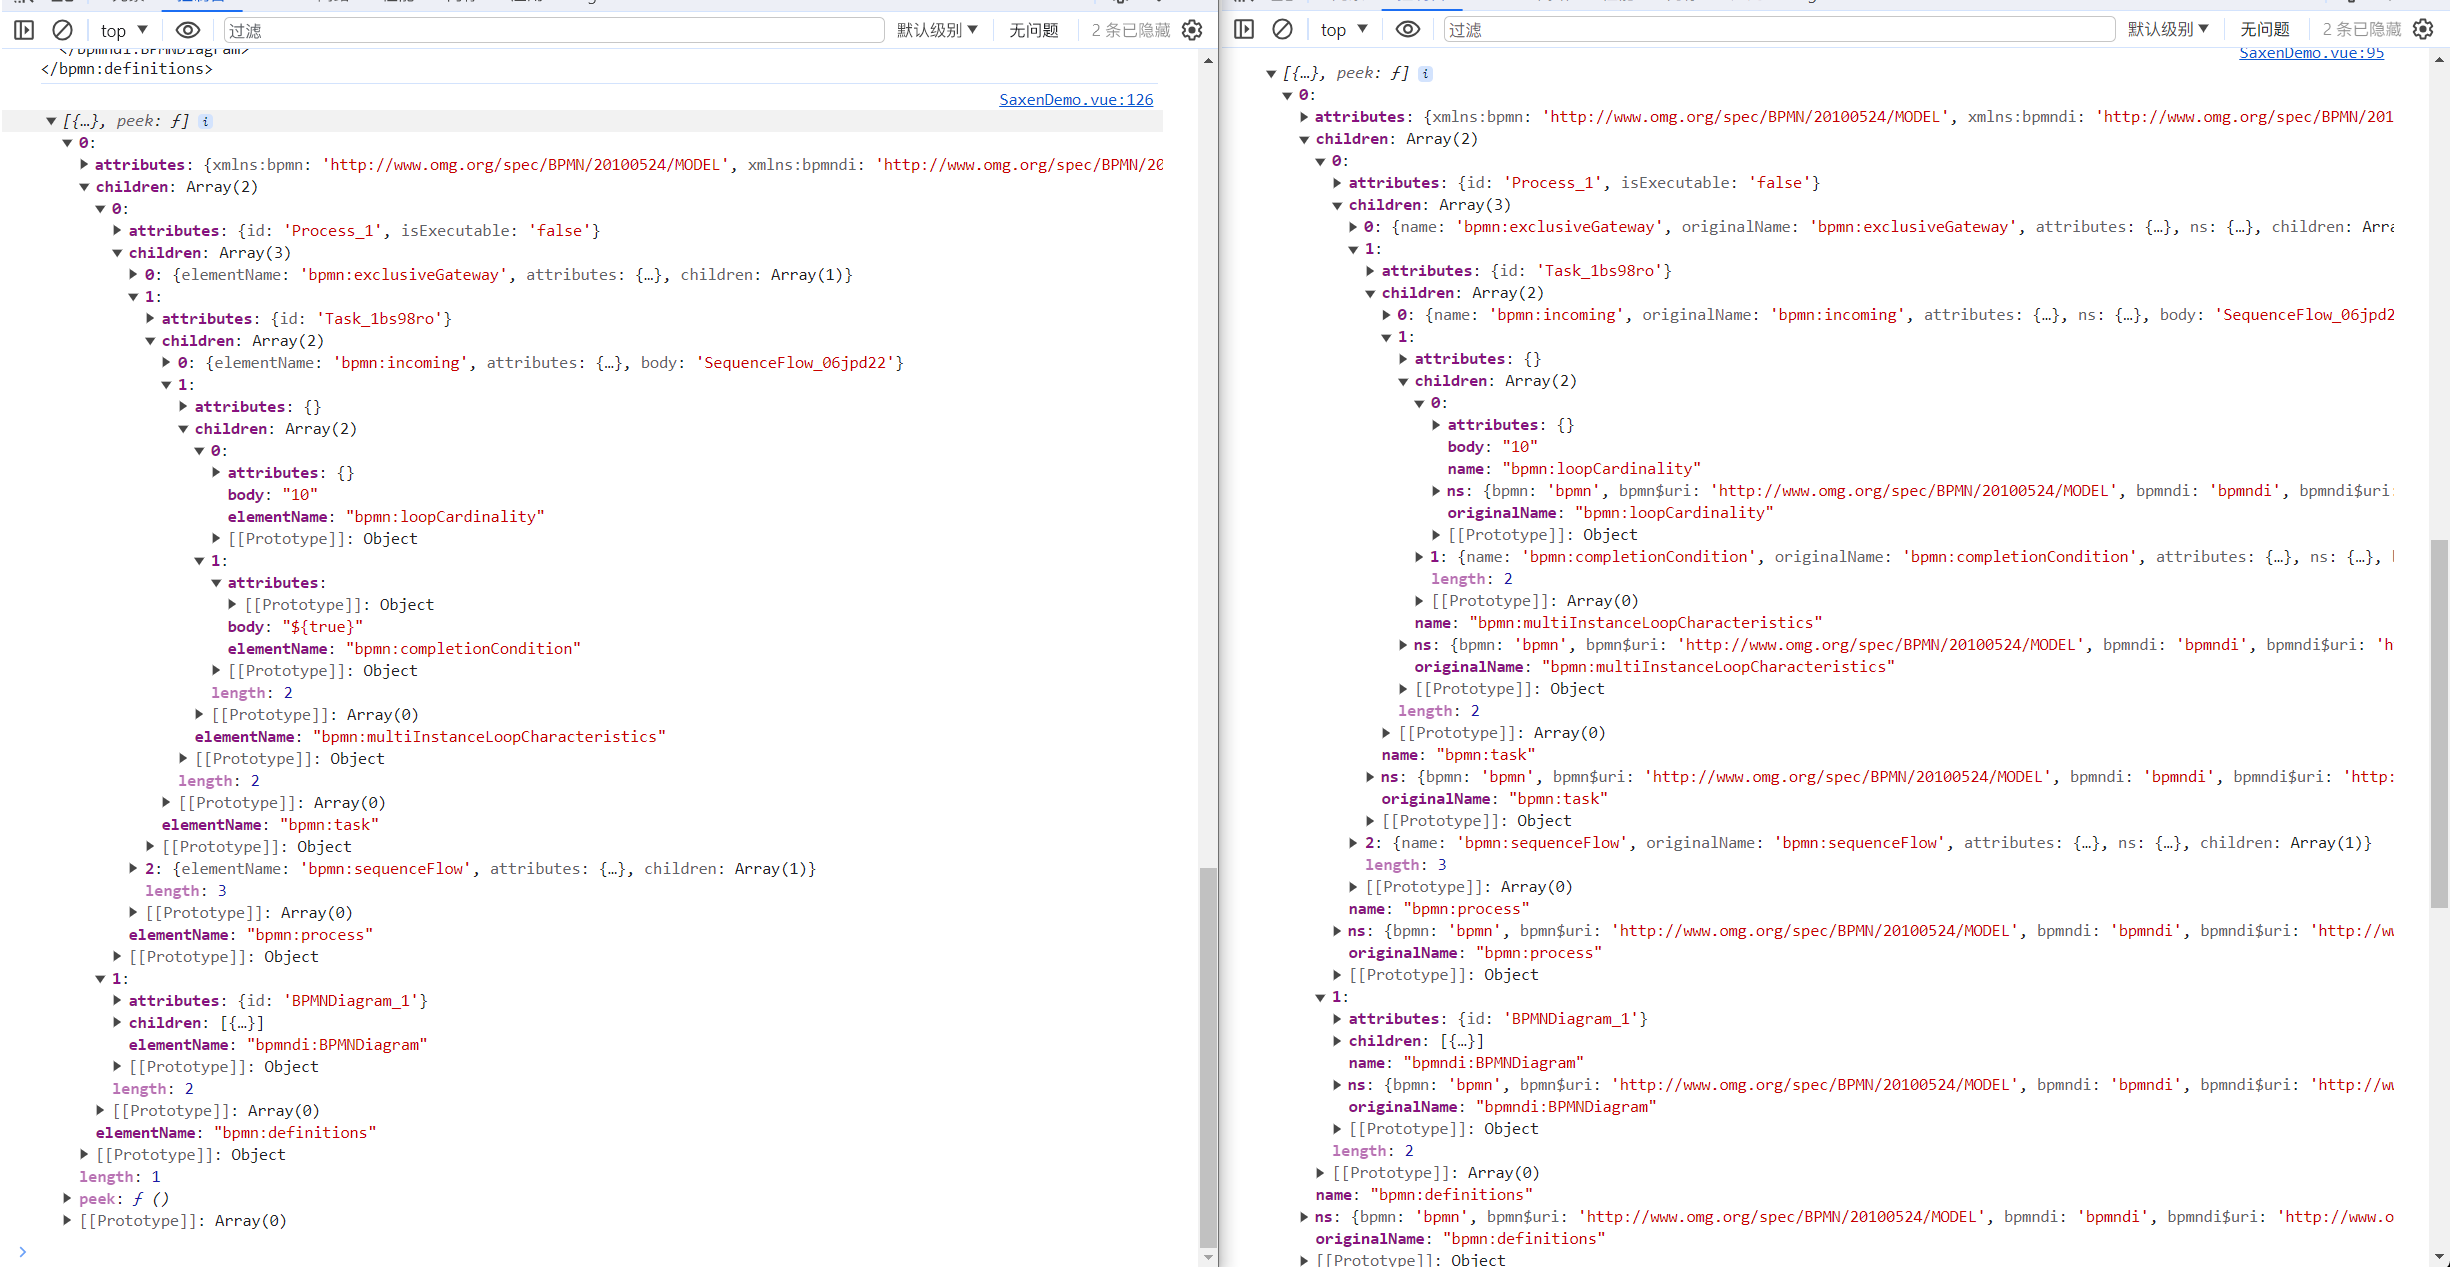 top ▼
过滤
默认级别 ▼
无问题
2 条已隐藏
</bpmndi:BPMNDiagram>
</bpmn:definitions>
SaxenDemo.vue:126
▼ [{…}, peek: ƒ] i
▼ 0:
▶ attributes: {xmlns:bpmn: 'http://www.omg.org/spec/BPMN/20100524/MODEL', xmlns:bpmndi: 'http://www.omg.org/spec/BPMN/20
▼ children: Array(2)
▼ 0:
▶ attributes: {id: 'Process_1', isExecutable: 'false'}
▼ children: Array(3)
▶ 0: {elementName: 'bpmn:exclusiveGateway', attributes: {…}, children: Array(1)}
▼ 1:
▶ attributes: {id: 'Task_1bs98ro'}
▼ children: Array(2)
▶ 0: {elementName: 'bpmn:incoming', attributes: {…}, body: 'SequenceFlow_06jpd22'}
▼ 1:
▶ attributes: {}
▼ children: Array(2)
▼ 0:
▶ attributes: {}
body: "10"
elementName: "bpmn:loopCardinality"
▶ [[Prototype]]: Object
▼ 1:
▼ attributes:
▶ [[Prototype]]: Object
body: "${true}"
elementName: "bpmn:completionCondition"
▶ [[Prototype]]: Object
length: 2
▶ [[Prototype]]: Array(0)
elementName: "bpmn:multiInstanceLoopCharacteristics"
▶ [[Prototype]]: Object
length: 2
▶ [[Prototype]]: Array(0)
elementName: "bpmn:task"
▶ [[Prototype]]: Object
▶ 2: {elementName: 'bpmn:sequenceFlow', attributes: {…}, children: Array(1)}
length: 3
▶ [[Prototype]]: Array(0)
elementName: "bpmn:process"
▶ [[Prototype]]: Object
▼ 1:
▶ attributes: {id: 'BPMNDiagram_1'}
▶ children: [{…}]
elementName: "bpmndi:BPMNDiagram"
▶ [[Prototype]]: Object
length: 2
▶ [[Prototype]]: Array(0)
elementName: "bpmn:definitions"
▶ [[Prototype]]: Object
length: 1
▶ peek: ƒ ()
▶ [[Prototype]]: Array(0)
>
top ▼
过滤
默认级别 ▼
无问题
2 条已隐藏
SaxenDemo.vue:95
▼ [{…}, peek: ƒ] i
▼ 0:
▶ attributes: {xmlns:bpmn: 'http://www.omg.org/spec/BPMN/20100524/MODEL', xmlns:bpmndi: 'http://www.omg.org/spec/BPMN/201
▼ children: Array(2)
▼ 0:
▶ attributes: {id: 'Process_1', isExecutable: 'false'}
▼ children: Array(3)
▶ 0: {name: 'bpmn:exclusiveGateway', originalName: 'bpmn:exclusiveGateway', attributes: {…}, ns: {…}, children: Arra
▼ 1:
▶ attributes: {id: 'Task_1bs98ro'}
▼ children: Array(2)
▶ 0: {name: 'bpmn:incoming', originalName: 'bpmn:incoming', attributes: {…}, ns: {…}, body: 'SequenceFlow_06jpd2
▼ 1:
▶ attributes: {}
▼ children: Array(2)
▼ 0:
▶ attributes: {}
body: "10"
name: "bpmn:loopCardinality"
▶ ns: {bpmn: 'bpmn', bpmn$uri: 'http://www.omg.org/spec/BPMN/20100524/MODEL', bpmndi: 'bpmndi', bpmndi$uri:
originalName: "bpmn:loopCardinality"
▶ [[Prototype]]: Object
▶ 1: {name: 'bpmn:completionCondition', originalName: 'bpmn:completionCondition', attributes: {…}, ns: {…},
length: 2
▶ [[Prototype]]: Array(0)
name: "bpmn:multiInstanceLoopCharacteristics"
▶ ns: {bpmn: 'bpmn', bpmn$uri: 'http://www.omg.org/spec/BPMN/20100524/MODEL', bpmndi: 'bpmndi', bpmndi$uri: 'h
originalName: "bpmn:multiInstanceLoopCharacteristics"
▶ [[Prototype]]: Object
length: 2
▶ [[Prototype]]: Array(0)
name: "bpmn:task"
▶ ns: {bpmn: 'bpmn', bpmn$uri: 'http://www.omg.org/spec/BPMN/20100524/MODEL', bpmndi: 'bpmndi', bpmndi$uri: 'http:
originalName: "bpmn:task"
▶ [[Prototype]]: Object
▶ 2: {name: 'bpmn:sequenceFlow', originalName: 'bpmn:sequenceFlow', attributes: {…}, ns: {…}, children: Array(1)}
length: 3
▶ [[Prototype]]: Array(0)
name: "bpmn:process"
▶ ns: {bpmn: 'bpmn', bpmn$uri: 'http://www.omg.org/spec/BPMN/20100524/MODEL', bpmndi: 'bpmndi', bpmndi$uri: 'http://w
originalName: "bpmn:process"
▶ [[Prototype]]: Object
▼ 1:
▶ attributes: {id: 'BPMNDiagram_1'}
▶ children: [{…}]
name: "bpmndi:BPMNDiagram"
▶ ns: {bpmn: 'bpmn', bpmn$uri: 'http://www.omg.org/spec/BPMN/20100524/MODEL', bpmndi: 'bpmndi', bpmndi$uri: 'http://w
originalName: "bpmndi:BPMNDiagram"
▶ [[Prototype]]: Object
length: 2
▶ [[Prototype]]: Array(0)
name: "bpmn:definitions"
▶ ns: {bpmn: 'bpmn', bpmn$uri: 'http://www.omg.org/spec/BPMN/20100524/MODEL', bpmndi: 'bpmndi', bpmndi$uri: 'http://www.o
originalName: "bpmn:definitions"
▶ [[Prototype]]: Object